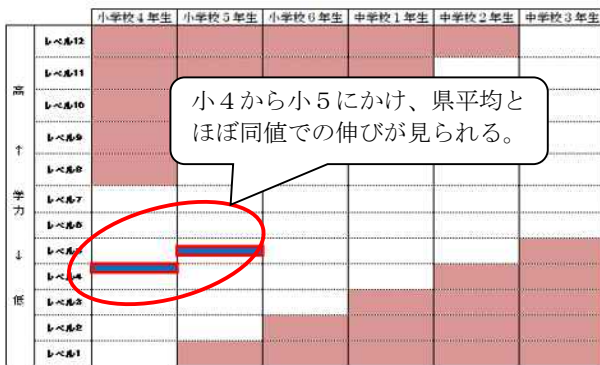 小学校４年生 小学校５年生 小学校６年生 中学校１年生 中学校２年生 中学校３年生
高 ↑ 学力 ↓ 低
レベル12
レベル11
レベル10
レベル9
レベル8
レベル7
レベル6
レベル5
レベル4
レベル3
レベル2
レベル1
小４から小５にかけ、県平均と
ほぼ同値での伸びが見られる。